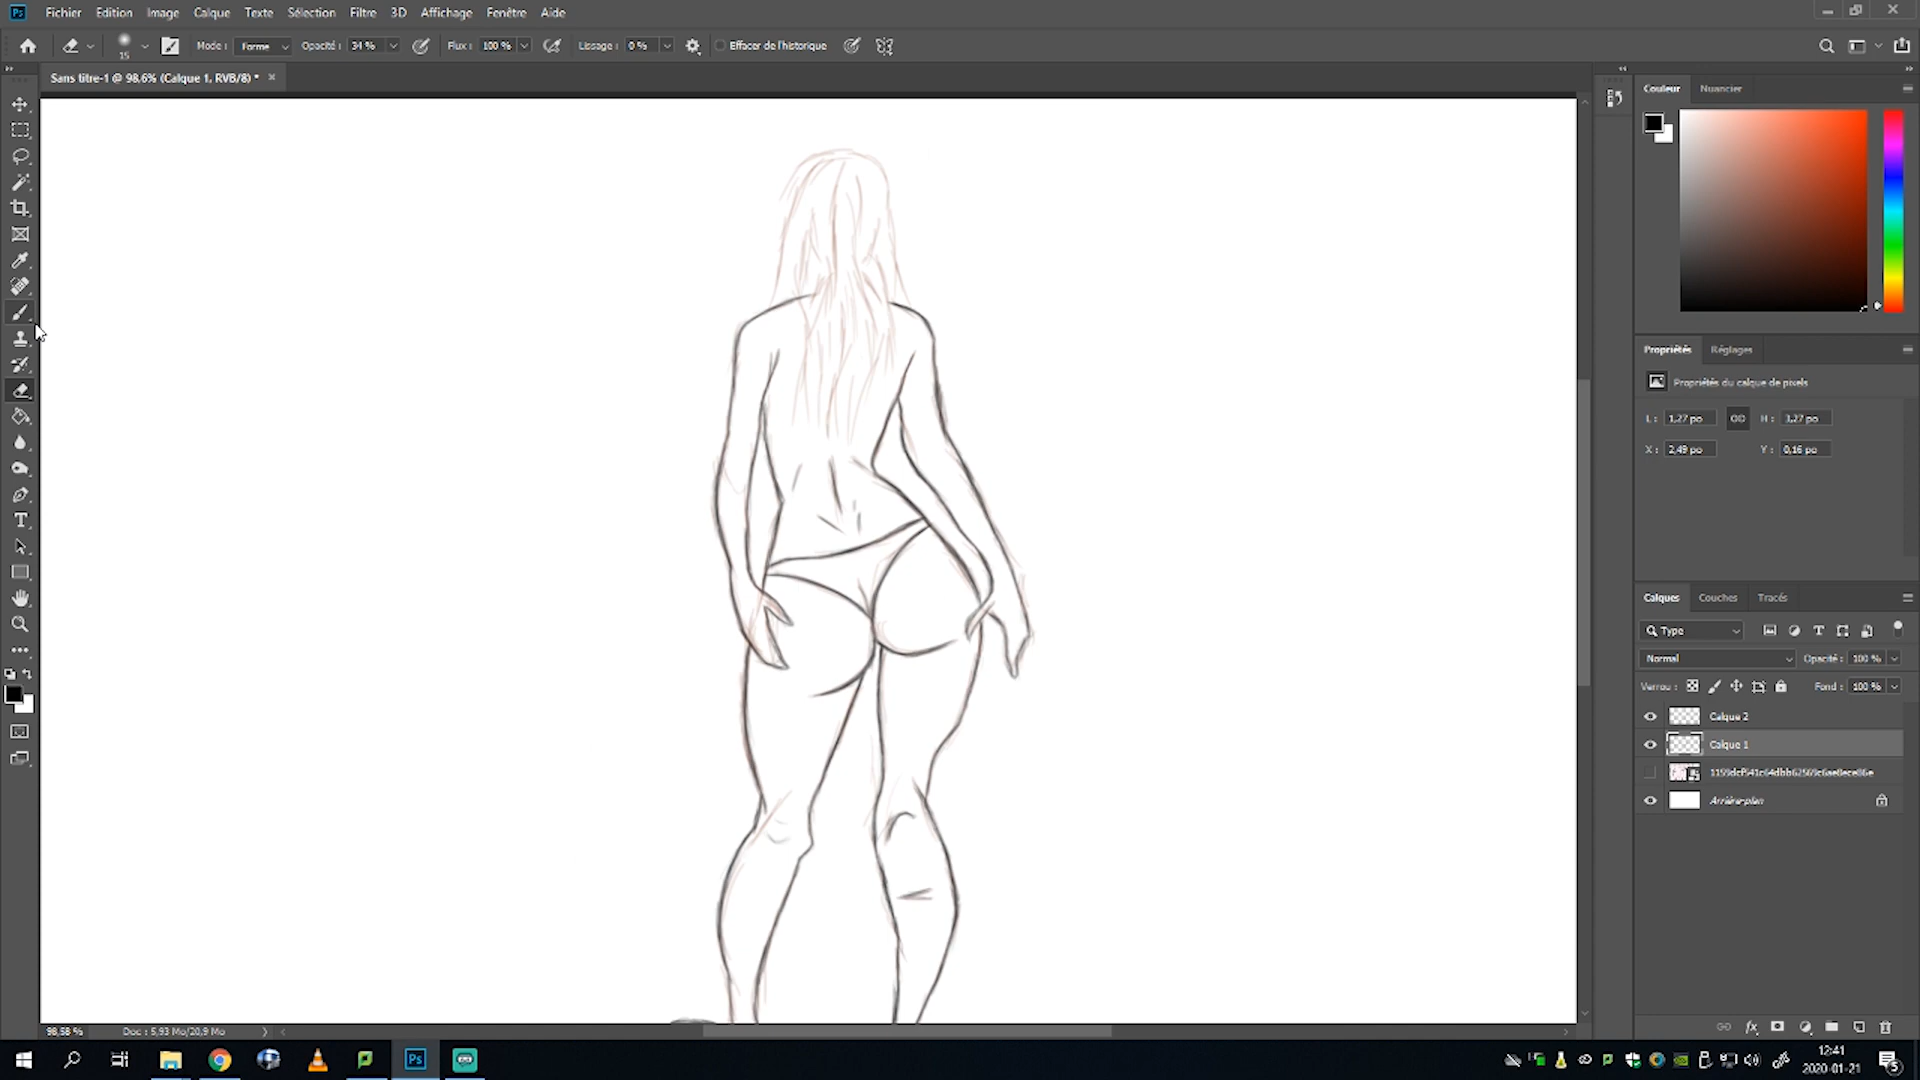 Fichier Edition Image Calque Texte Sélection Filtre 3D Affichage Fenêtre Aide
15 Mode : Forme Opacité : 34 % Flux : 100 % Lissage : 0 % Effacer de l'historique
Sans titre-1 @ 98,6% (Calque 1, RVB/8) *
Couleur Nuancier
Propriétés Réglages
Propriétés du calque de pixels
L : 1,27 po H : 3,27 po
X : 2,49 po Y : 0,16 po
Calques Couches Tracés
Type
Normal Opacité : 100 %
Verrou : Fond : 100 %
Calque 2
Calque 1
Arrière-plan
98,58 % Doc : 5,93 Mo/20,9 Mo
12:41
2020-01-21
5